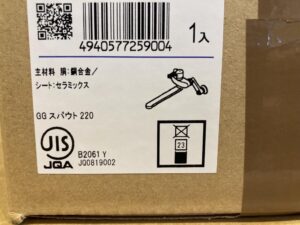 1入
4940577259004
主材料 胴:銅合金/
シート:セラミックス
GG スパウト 220
JIS
JQA
B2061 Y
JQ0819002
23